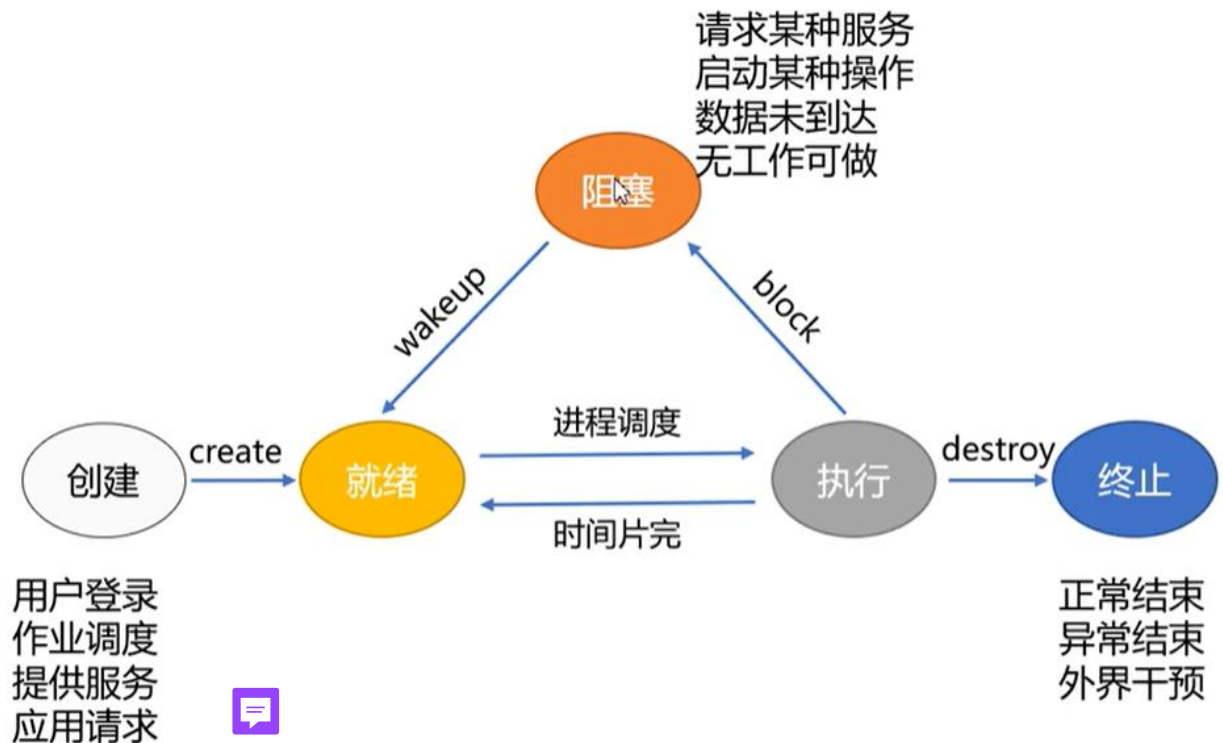 请求某种服务
启动某种操作
数据未到达
无工作可做
阻塞
wakeup
block
创建
create
就绪
进程调度
时间片完
执行
destroy
终止
用户登录
作业调度
提供服务
应用请求
正常结束
异常结束
外界干预